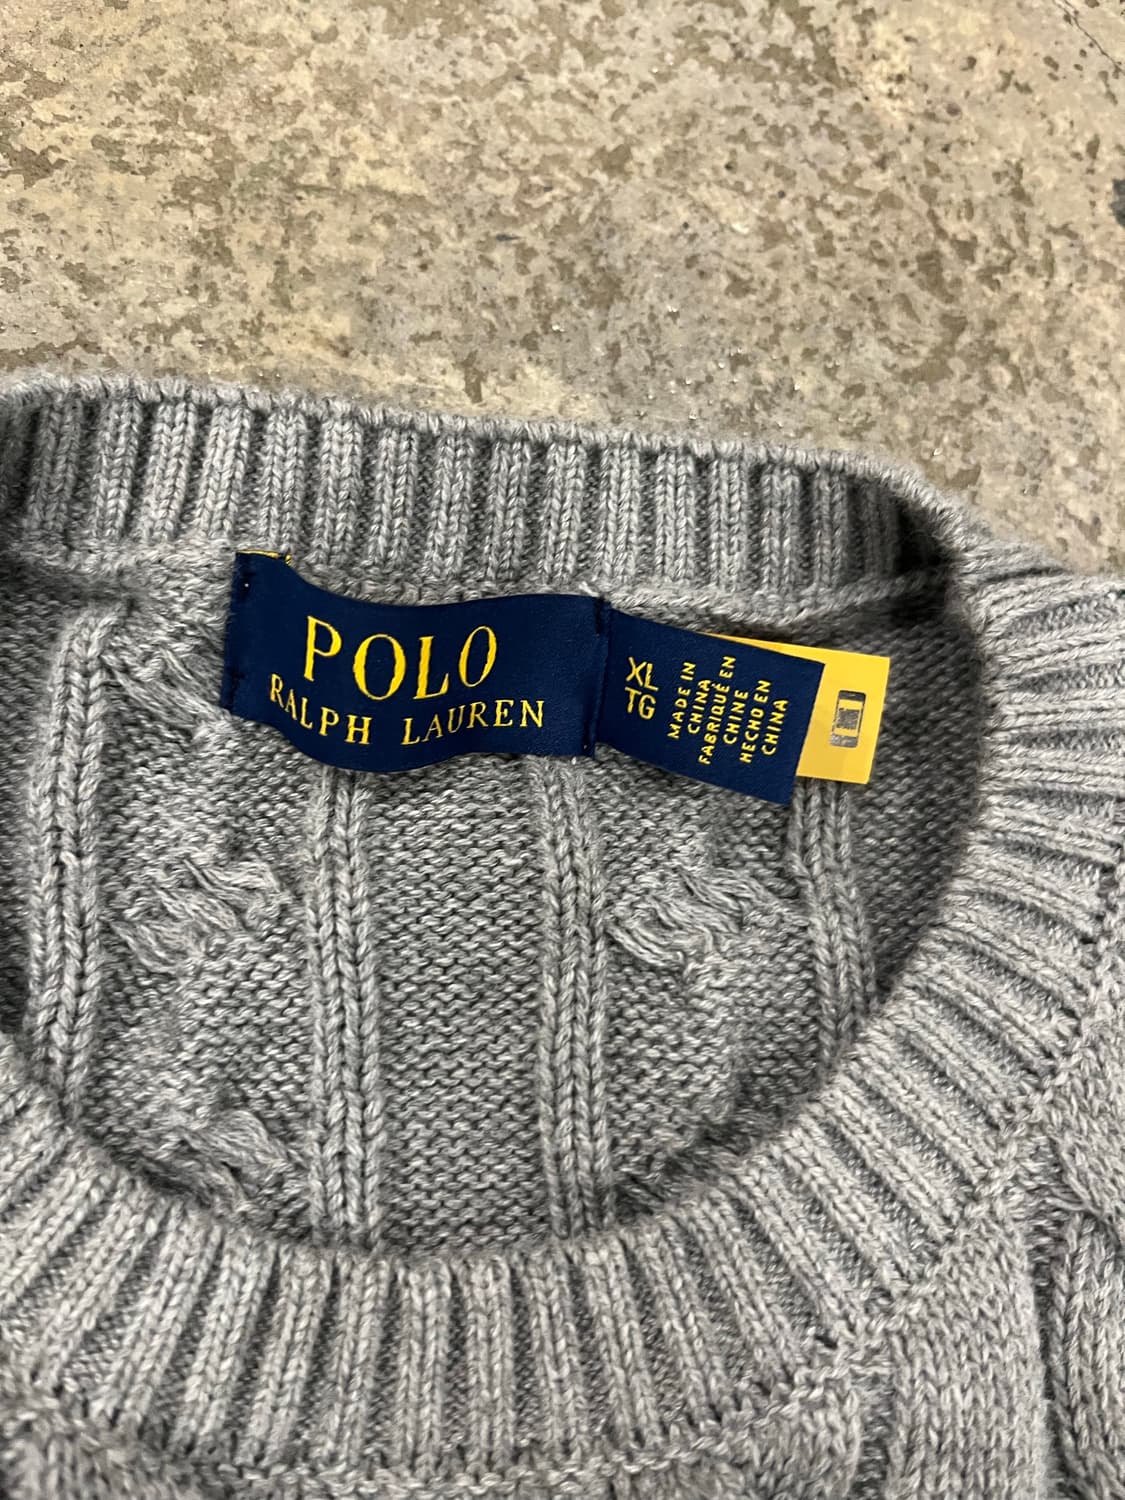 POLO
RALPH LAUREN
XL
TG
MADE IN
CHINA
FABRIQUÉ EN
CHINE
HECHO EN
CHINA